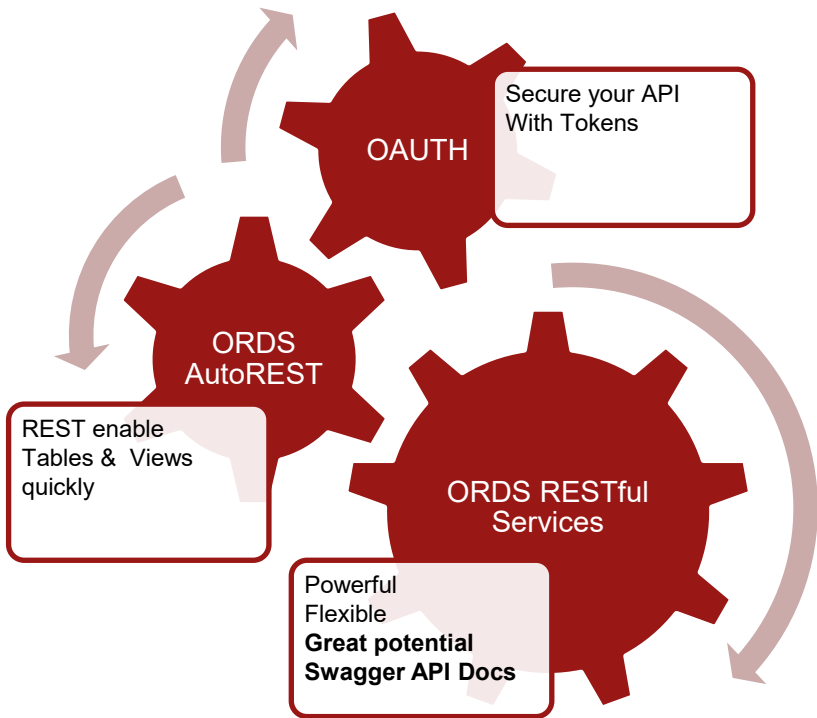 OAUTH
Secure your API
With Tokens
ORDS
AutoREST
REST enable
Tables & Views
quickly
ORDS RESTful
Services
Powerful
Flexible
Great potential
Swagger API Docs